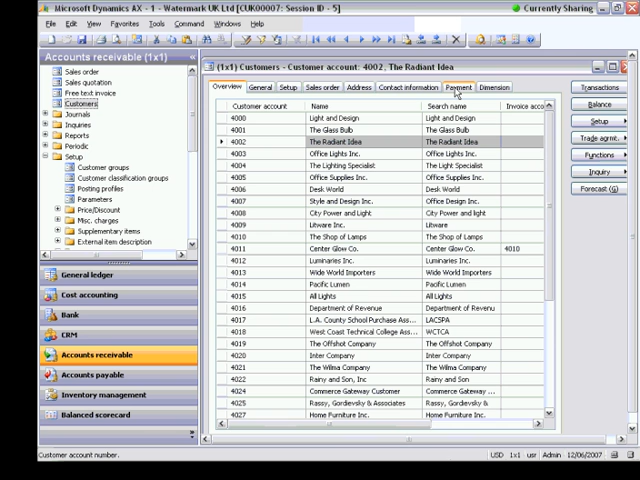 Microsoft Dynamics AX - 1 - Watermark UK Ltd [CUK00007: Session ID - 5]
Currently Sharing
File Edit View Favorites Tools Command Windows Help
Accounts receivable (1x1)
Sales order
Sales quotation
Free text invoice
Customers
Journals
Inquiries
Reports
Periodic
Setup
Customer groups
Customer classification groups
Posting profiles
Parameters
Price/Discount
Misc. charges
Supplementary items
External item description
General ledger
Cost accounting
Bank
CRM
Accounts receivable
Accounts payable
Inventory management
Balanced scorecard
(1x1) Customers - Customer account: 4002, The Radiant Idea
Overview General Setup Sales order Address Contact information Payment Dimension
Customer account Name Search name Invoice acco
4000 Light and Design Light and Design
4001 The Glass Bulb The Glass Bulb
4002 The Radiant Idea The Radiant Idea
4003 Office Lights Inc. Office Lights Inc.
4004 The Lighting Specialist The Light Specialist
4005 Office Supplies Inc. Office Supplies Inc.
4006 Desk World Desk World
4007 Style and Design Inc. Style and Design Inc.
4008 City Power and Light City Power and light
4009 Litware Inc. Litware
4010 The Shop of Lamps The Shop of Lamps
4011 Center Glow Co. Center Glow Co. 4010
4012 Luminaries Inc. Luminaries Inc.
4013 Wide World Importers Wide World Importers
4014 Pacific Lumen Pacific Lumen
4015 All Lights All Lights
4016 Department of Revenue Department of Revenu
4017 L.A. County School Purchase Ass... LACSPA
4018 West Coast Technical College Ass... WCTCA
4019 The Offshot Company The Offshot Company
4020 Inter Company Inter Company
4021 The Wilma Company The Wilma Company
4022 Rainy and Son, Inc Rainy and Son
4024 Commerce Gateway Customer Commerce Gateway ...
4025 Rassy, Gordievsky & Associates Rassy, Gordievsky &
4027 Home Furniture Inc. Home Furniture Inc.
Transactions
Balance
Setup
Trade agrmt.
Functions
Inquiry
Forecast (G)
Customer account number.
USD 1x1 usr Admin 12/06/2007